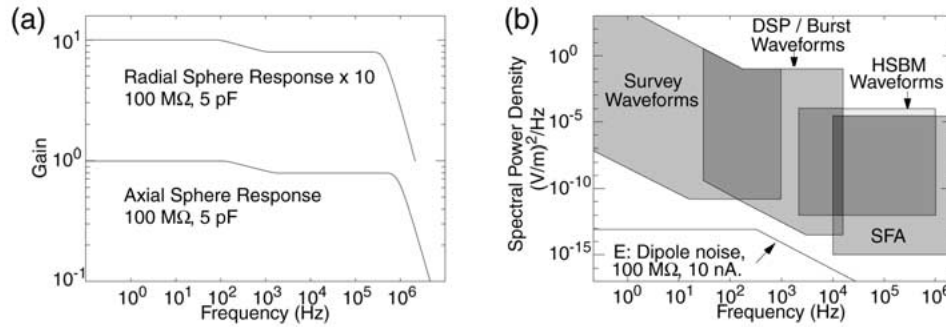 (a)
10¹
10⁰
10⁻¹
Gain
Radial Sphere Response x 10
100 MΩ, 5 pF
Axial Sphere Response
100 MΩ, 5 pF
10⁰ 10¹ 10² 10³ 10⁴ 10⁵ 10⁶
Frequency (Hz)
(b)
DSP / Burst
Waveforms
HSBM
Waveforms
Survey
Waveforms
SFA
E: Dipole noise,
100 MΩ, 10 nA.
Spectral Power Density
(V/m)²/Hz
10⁰
10⁻⁵
10⁻¹⁰
10⁻¹⁵
10⁰ 10¹ 10² 10³ 10⁴ 10⁵ 10⁶
Frequency (Hz)